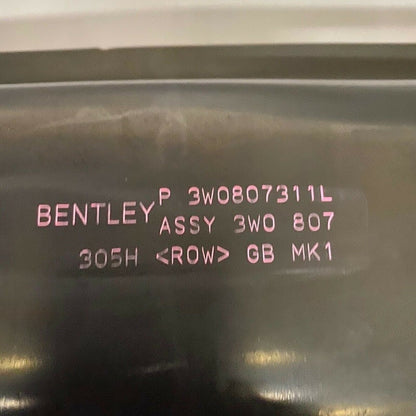 P 3W0807311L
BENTLEY
ASSY 3W0 807
305H <ROW> GB MK1